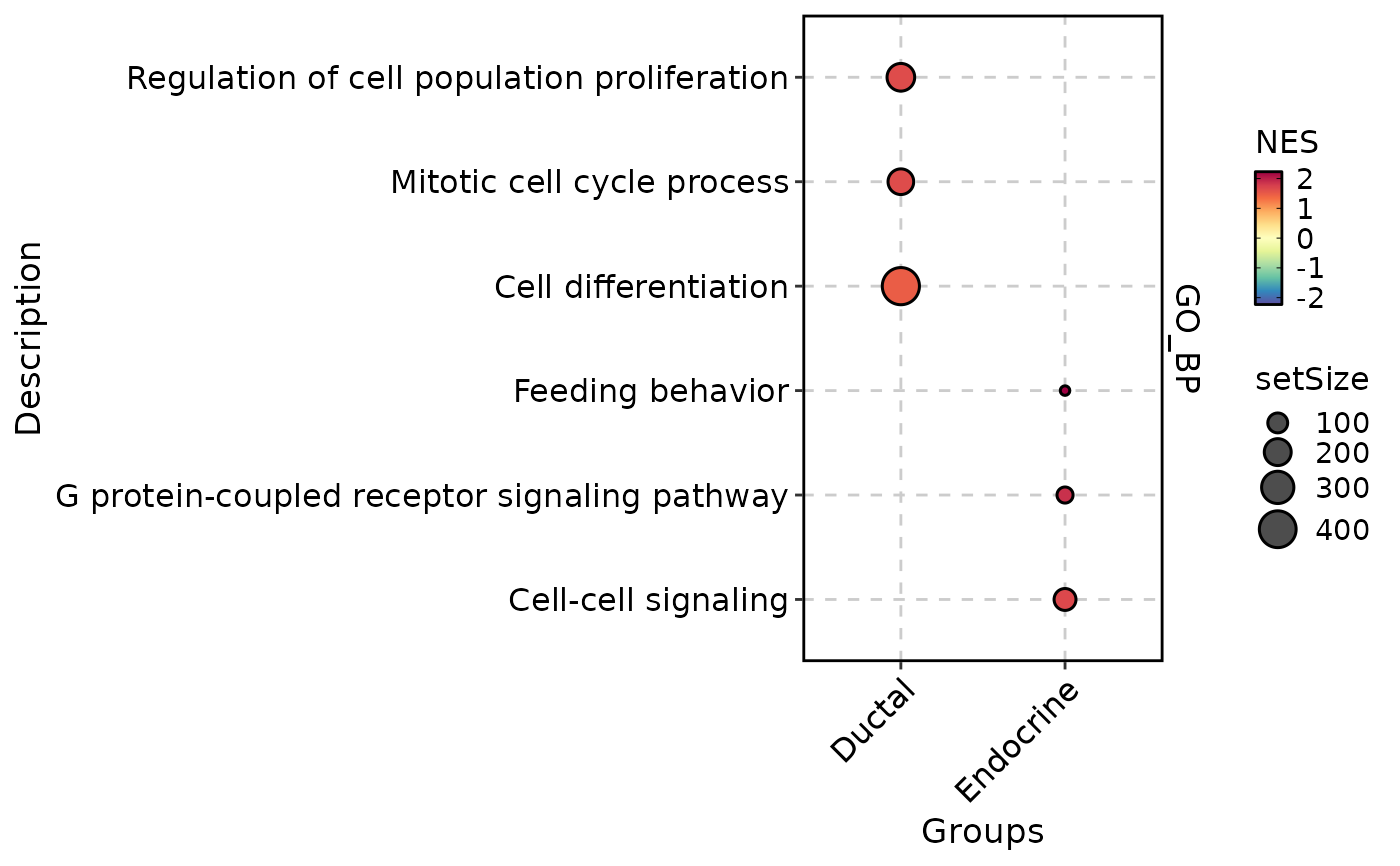 Regulation of cell population proliferation
Mitotic cell cycle process
Cell differentiation
Feeding behavior
G protein-coupled receptor signaling pathway
Cell-cell signaling
Description
Ductal
Endocrine
Groups
GO_BP
NES
2
1
0
-1
-2
setSize
100
200
300
400